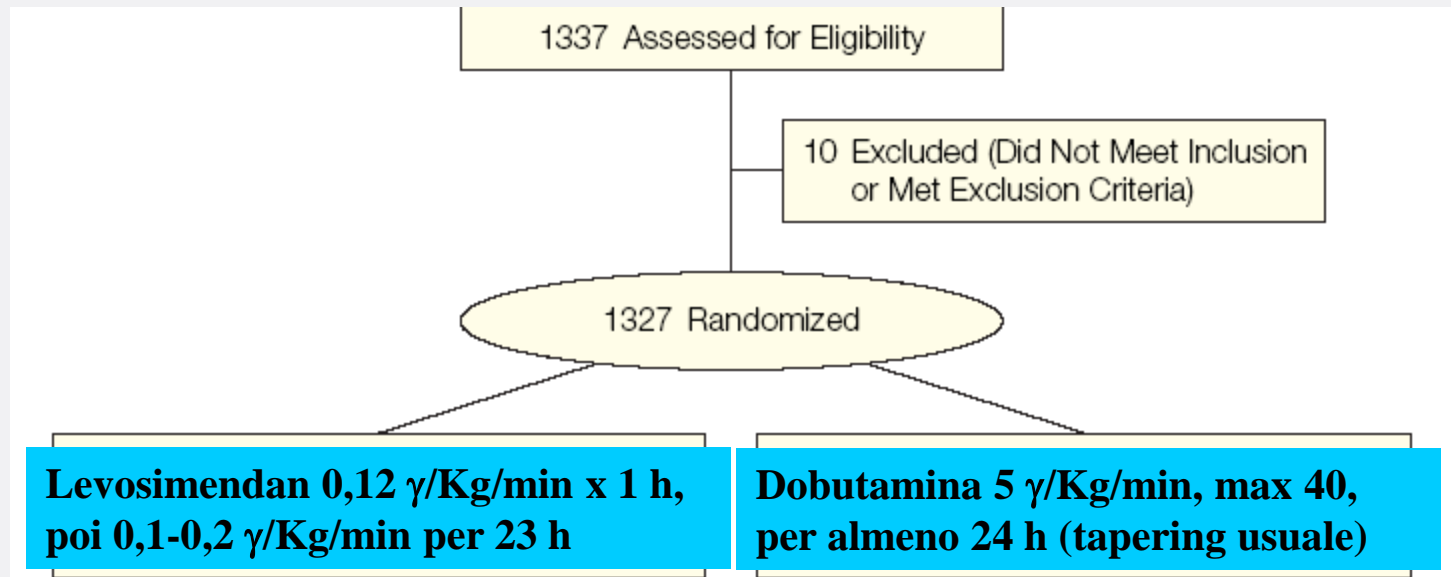 1337 Assessed for Eligibility
10 Excluded (Did Not Meet Inclusion
or Met Exclusion Criteria)
1327 Randomized
Levosimendan 0,12 γ/Kg/min x 1 h,
poi 0,1-0,2 γ/Kg/min per 23 h
Dobutamina 5 γ/Kg/min, max 40,
per almeno 24 h (tapering usuale)